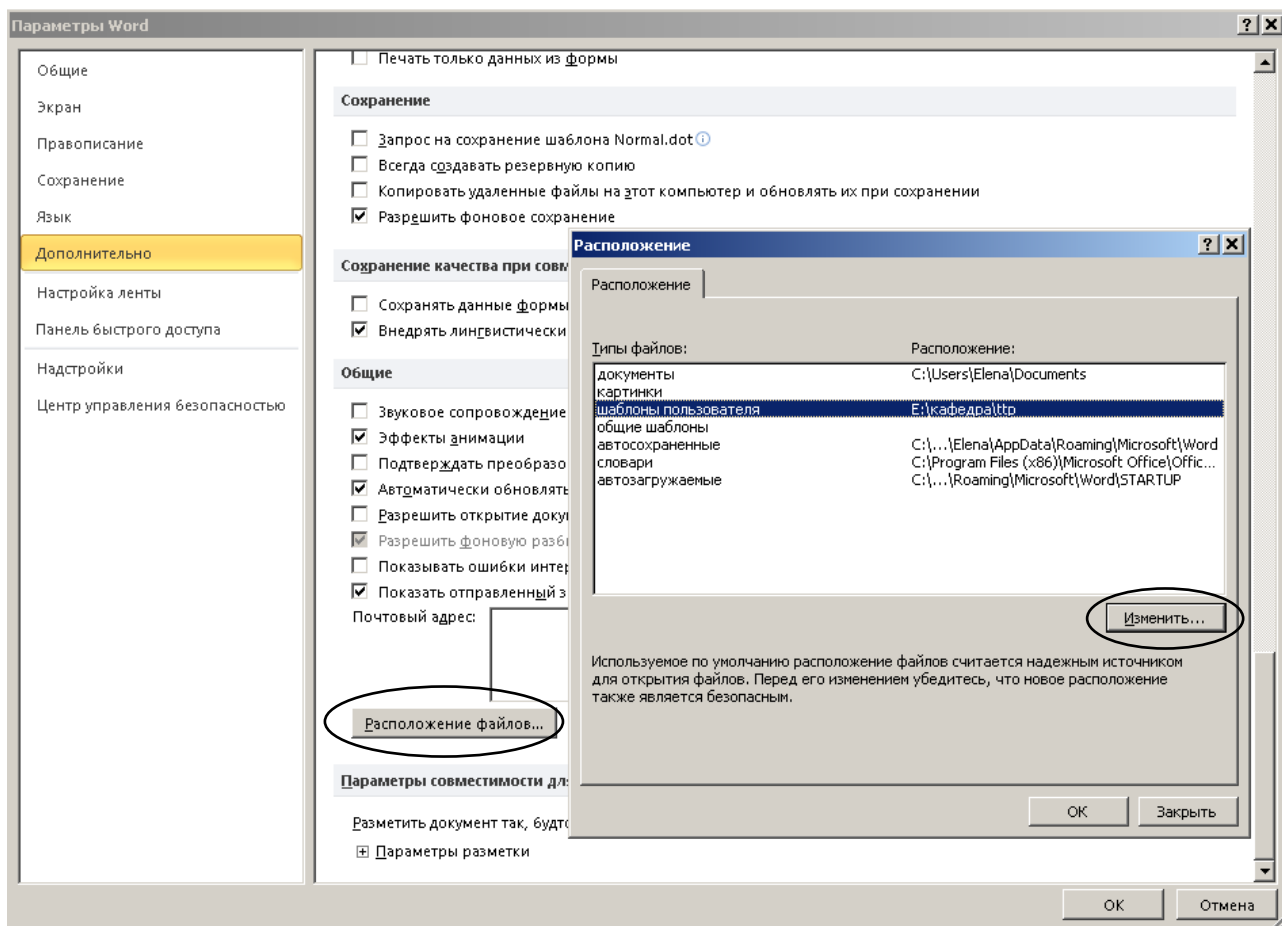 Параметры Word
Общие
Экран
Правописание
Сохранение
Язык
Дополнительно
Настройка ленты
Панель быстрого доступа
Надстройки
Центр управления безопасностью
Печать только данных из формы
Сохранение
Запрос на сохранение шаблона Normal.dot
Всегда создавать резервную копию
Копировать удаленные файлы на этот компьютер и обновлять их при сохранении
Разрешить фоновое сохранение
Сохранение качества при совм
Сохранять данные формы
Внедрять лингвистически
Общие
Звуковое сопровождение
Эффекты анимации
Подтверждать преобразо
Автоматически обновлять
Разрешить открытие доку
Разрешить фоновую разб
Показывать ошибки интер
Показать отправленный з
Почтовый адрес:
Расположение файлов...
Параметры совместимости для
Разметить документ так, будто
Параметры разметки
Расположение
Расположение
Типы файлов: Расположение:
документы C:\Users\Elena\Documents
картинки
шаблоны пользователя E:\кафедра\ttp
общие шаблоны
автосохраненные C:\...\Elena\AppData\Roaming\Microsoft\Word
словари C:\Program Files (x86)\Microsoft Office\Offic...
автозагружаемые C:\...\Roaming\Microsoft\Word\STARTUP
Изменить...
Используемое по умолчанию расположение файлов считается надежным источником
для открытия файлов. Перед его изменением убедитесь, что новое расположение
также является безопасным.
ОК Закрыть
ОК Отмена